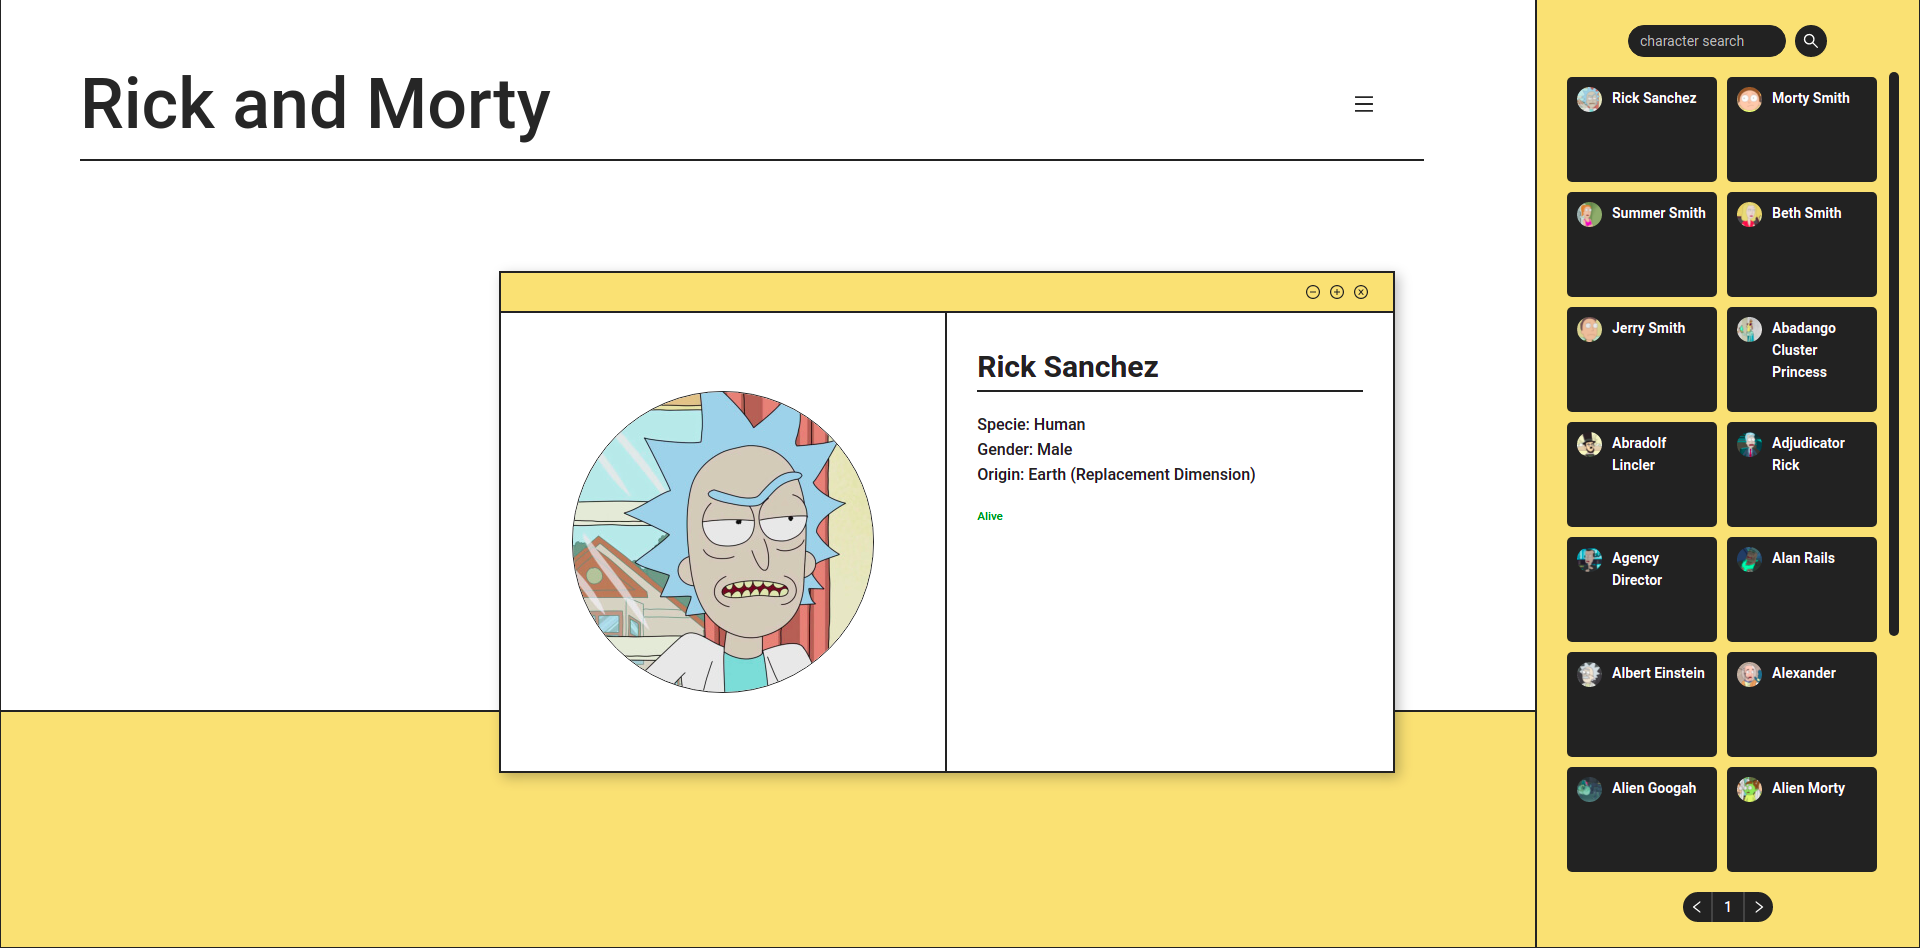 Rick and Morty
Rick Sanchez
Specie: Human
Gender: Male
Origin: Earth (Replacement Dimension)
Alive
character search
Rick Sanchez
Morty Smith
Summer Smith
Beth Smith
Jerry Smith
Abadango
Cluster
Princess
Abradolf
Lincler
Adjudicator
Rick
Agency
Director
Alan Rails
Albert Einstein
Alexander
Alien Googah
Alien Morty
1